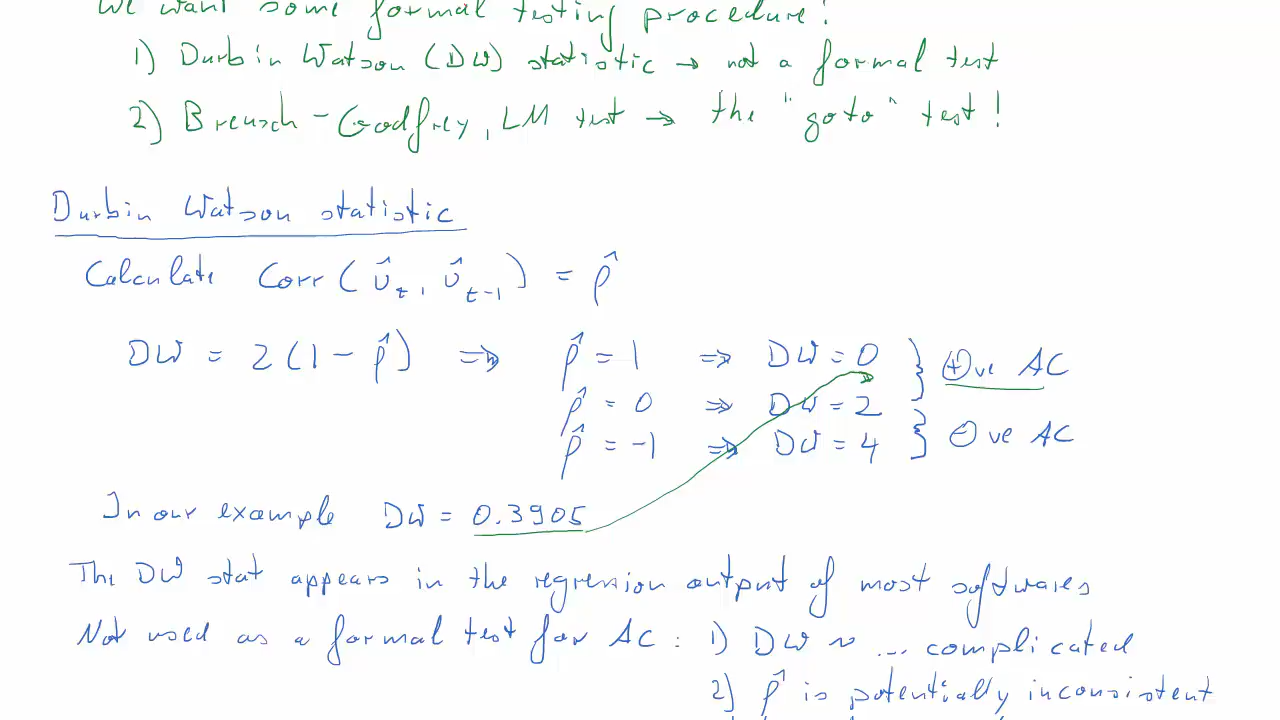 We want some formal testing procedure!
1) Durbin Watson (DW) statistic → not a formal test
2) Breusch - Godfrey, LM test → the "goto" test!
Durbin Watson statistic
Calculate Corr(û_t, û_t-1) = ρ̂
DW = 2(1 - ρ̂) ⇒ ρ̂ = 1 ⇒ DW = 0 } ⊕ve AC
ρ̂ = 0 ⇒ DW = 2
ρ̂ = -1 ⇒ DW = 4 } ⊖ve AC
In our example DW = 0.3905
The DW stat appears in the regression output of most softwares
Not used as a formal test for AC: 1) DW ~ ... complicated
2) ρ̂ is potentially inconsistent